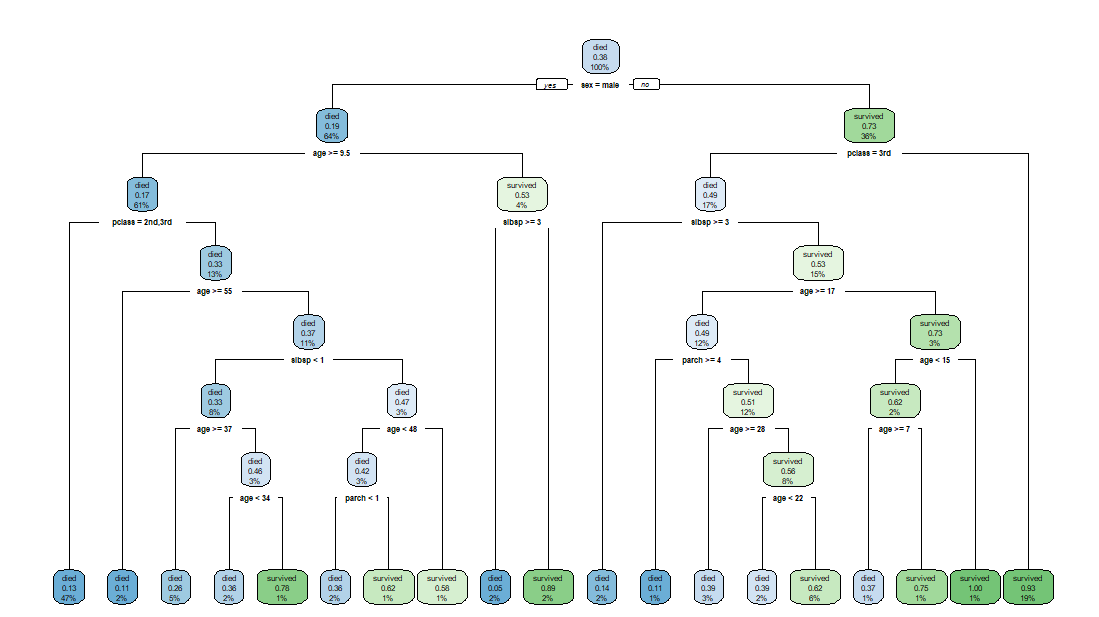 died
0.38
100%
yes
sex = male
no
died
0.19
64%
survived
0.73
36%
age >= 9.5
pclass = 3rd
died
0.17
61%
survived
0.53
4%
died
0.49
17%
pclass = 2nd,3rd
sibsp >= 3
sibsp >= 3
died
0.33
13%
survived
0.53
15%
age >= 55
age >= 17
died
0.37
11%
died
0.49
12%
survived
0.73
3%
sibsp < 1
parch >= 4
age < 15
died
0.33
8%
died
0.47
3%
survived
0.51
12%
survived
0.62
2%
age >= 37
age < 48
age >= 28
age >= 7
died
0.46
3%
died
0.42
3%
survived
0.56
8%
age < 34
parch < 1
age < 22
died
0.13
47%
died
0.11
2%
died
0.26
5%
died
0.36
2%
survived
0.78
1%
died
0.36
2%
survived
0.62
1%
survived
0.58
1%
died
0.05
2%
survived
0.89
2%
died
0.14
2%
died
0.11
1%
died
0.39
3%
died
0.39
2%
survived
0.62
6%
died
0.37
1%
survived
0.75
1%
survived
1.00
1%
survived
0.93
19%